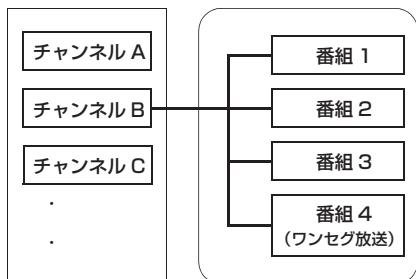 チャンネル A
チャンネル B
チャンネル C
.
.
番組 1
番組 2
番組 3
番組 4
(ワンセグ放送)